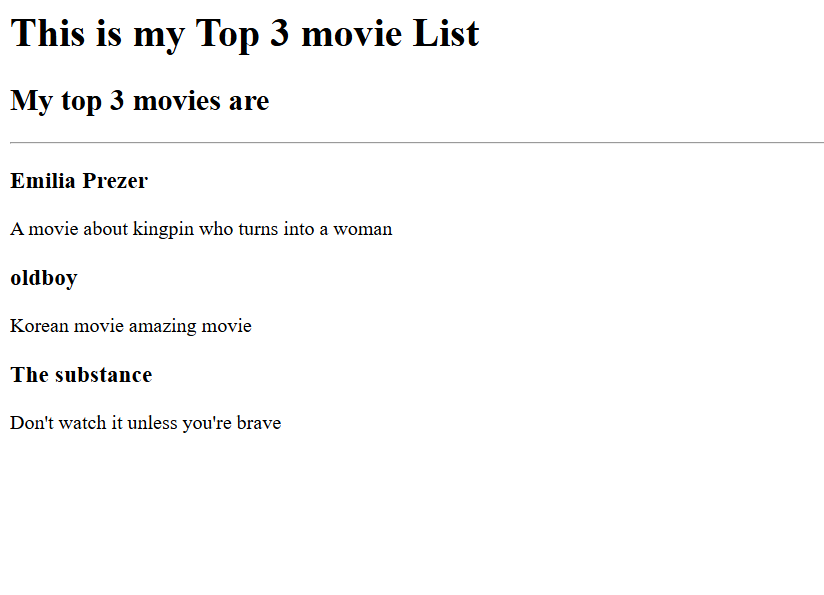 This is my Top 3 movie List
My top 3 movies are
Emilia Prezer
A movie about kingpin who turns into a woman
oldboy
Korean movie amazing movie
The substance
Don't watch it unless you're brave